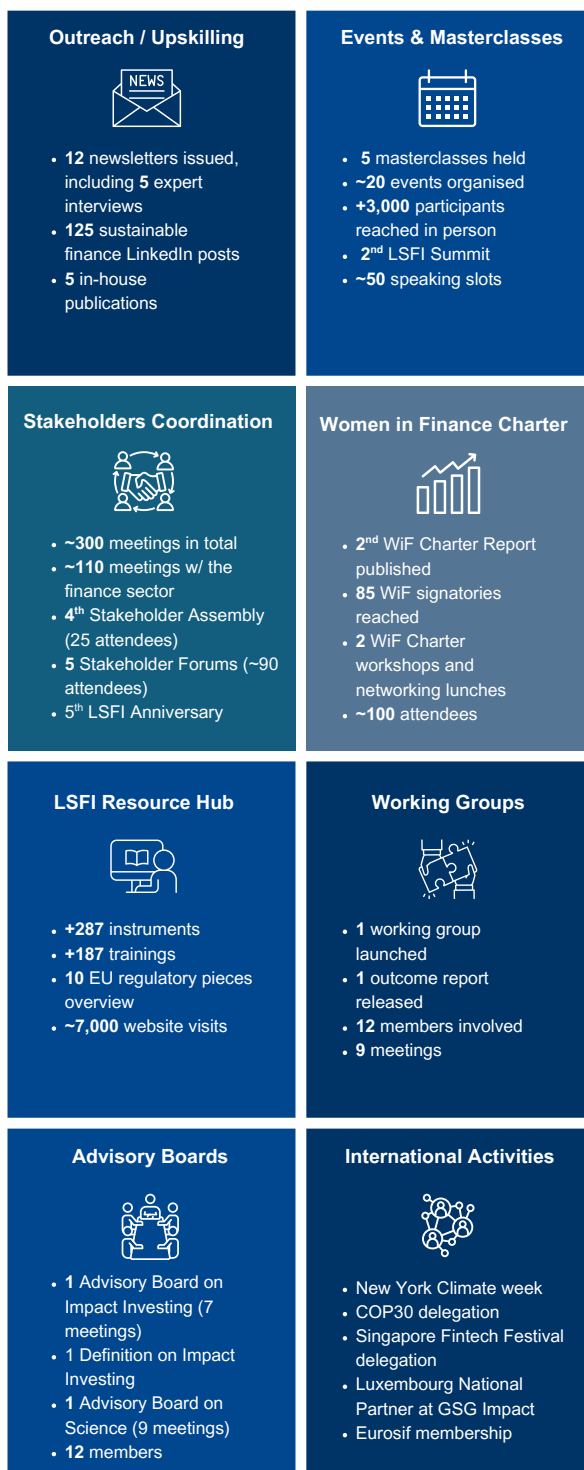 Outreach / Upskilling
NEWS
• 12 newsletters issued,
including 5 expert
interviews
• 125 sustainable
finance LinkedIn posts
• 5 in-house
publications
Events & Masterclasses
• 5 masterclasses held
• ~20 events organised
• +3,000 participants
reached in person
• 2nd LSFI Summit
• ~50 speaking slots
Stakeholders Coordination
• ~300 meetings in total
• ~110 meetings w/ the
finance sector
• 4th Stakeholder Assembly
(25 attendees)
• 5 Stakeholder Forums (~90
attendees)
• 5th LSFI Anniversary
Women in Finance Charter
• 2nd WiF Charter Report
published
• 85 WiF signatories
reached
• 2 WiF Charter
workshops and
networking lunches
• ~100 attendees
LSFI Resource Hub
• +287 instruments
• +187 trainings
• 10 EU regulatory pieces
overview
• ~7,000 website visits
Working Groups
• 1 working group
launched
• 1 outcome report
released
• 12 members involved
• 9 meetings
Advisory Boards
• 1 Advisory Board on
Impact Investing (7
meetings)
• 1 Definition on Impact
Investing
• 1 Advisory Board on
Science (9 meetings)
• 12 members
International Activities
• New York Climate week
• COP30 delegation
• Singapore Fintech Festival
delegation
• Luxembourg National
Partner at GSG Impact
• Eurosif membership